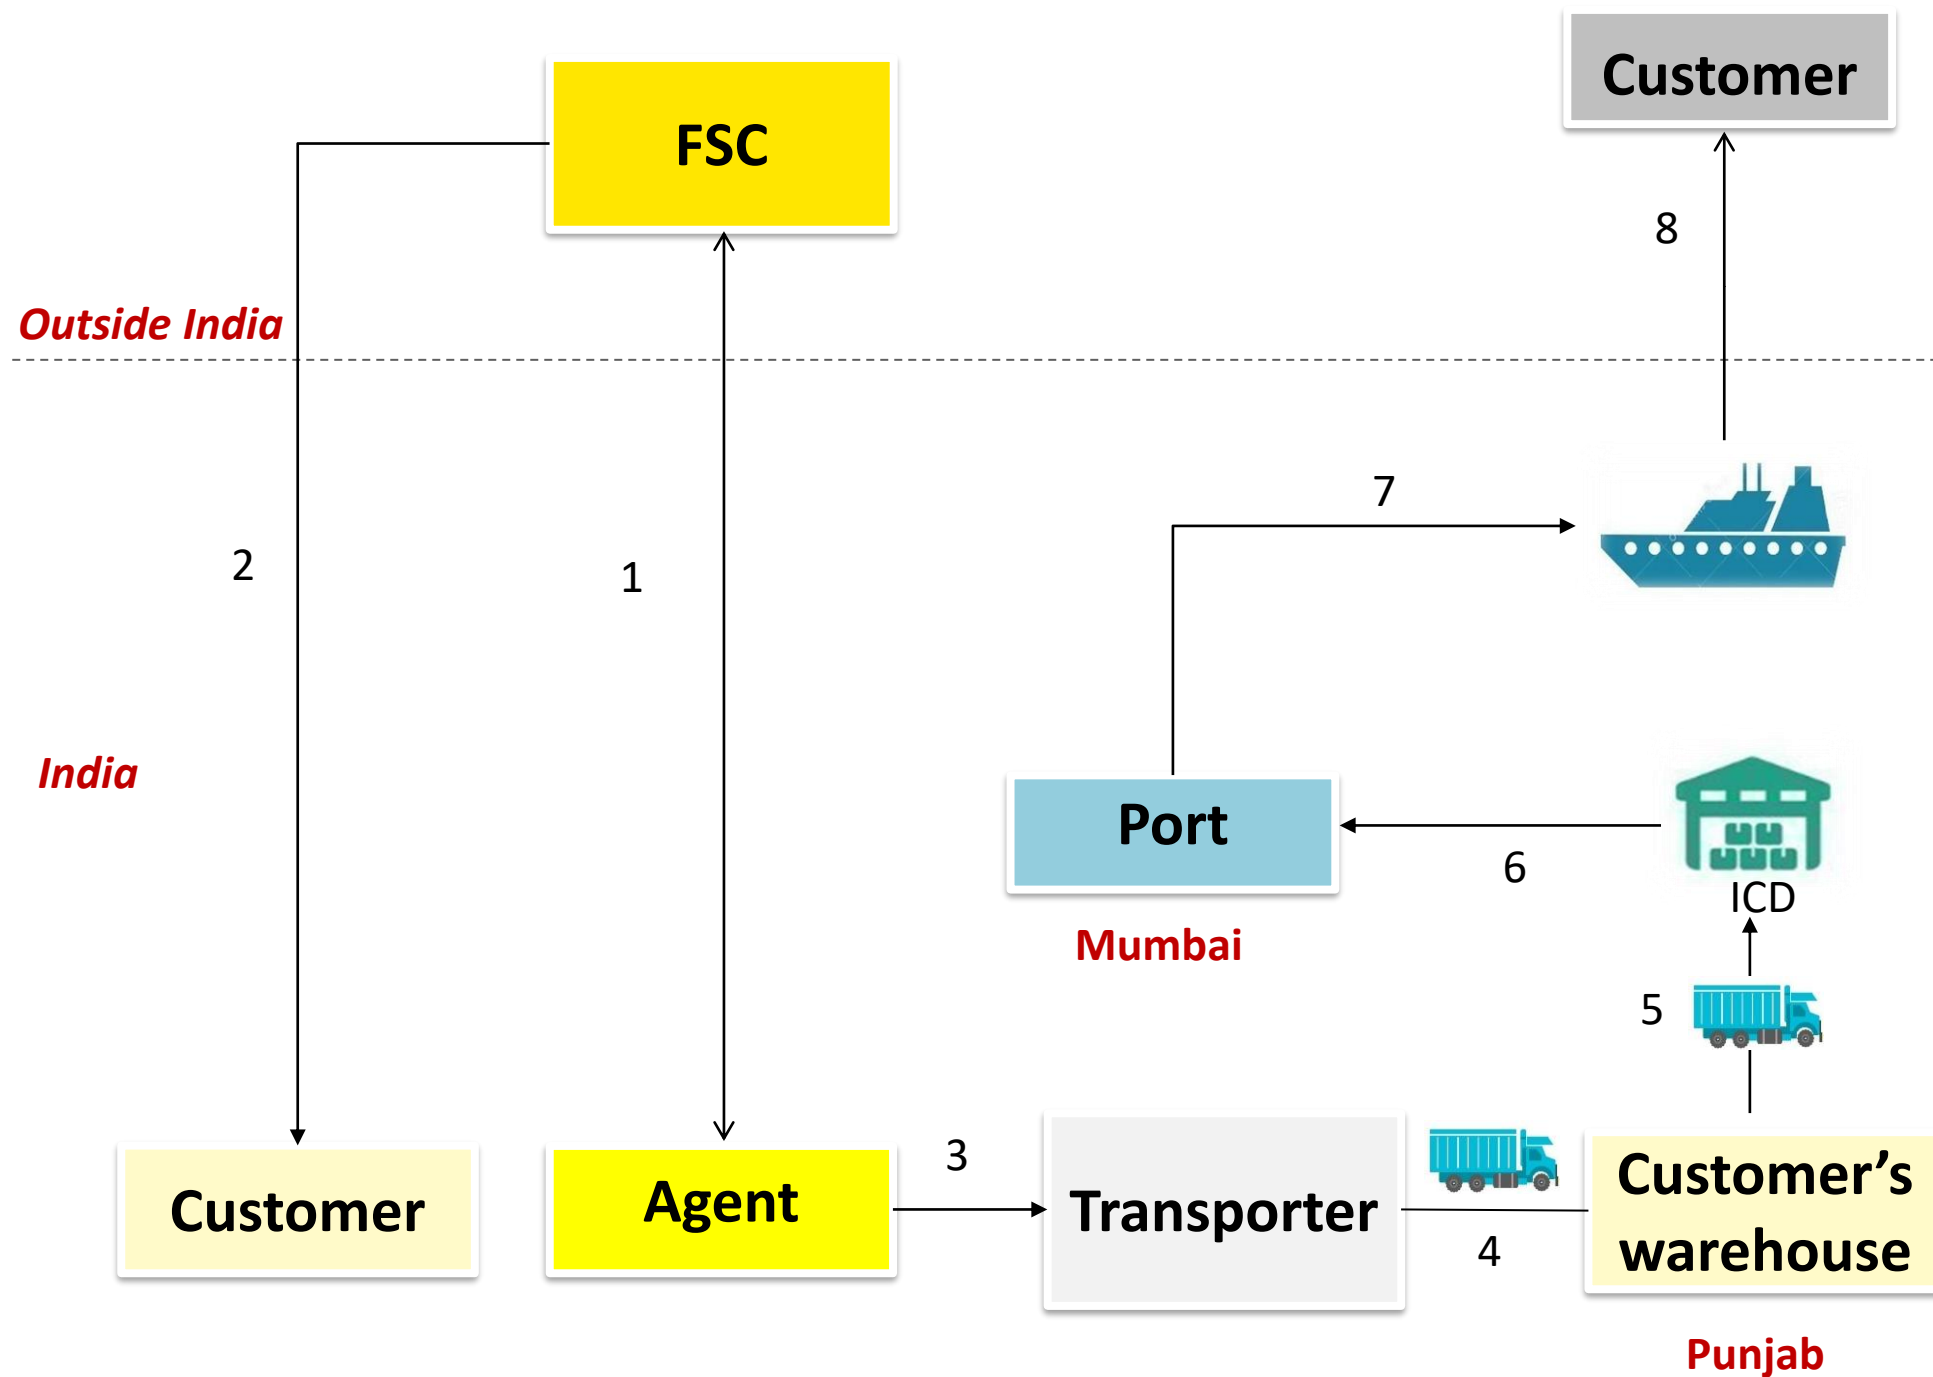 Customer
FSC
8
Outside India
7
2
1
India
Port
6
ICD
Mumbai
5
3
Customer
Agent
Transporter
4
Customer’s
warehouse
Punjab